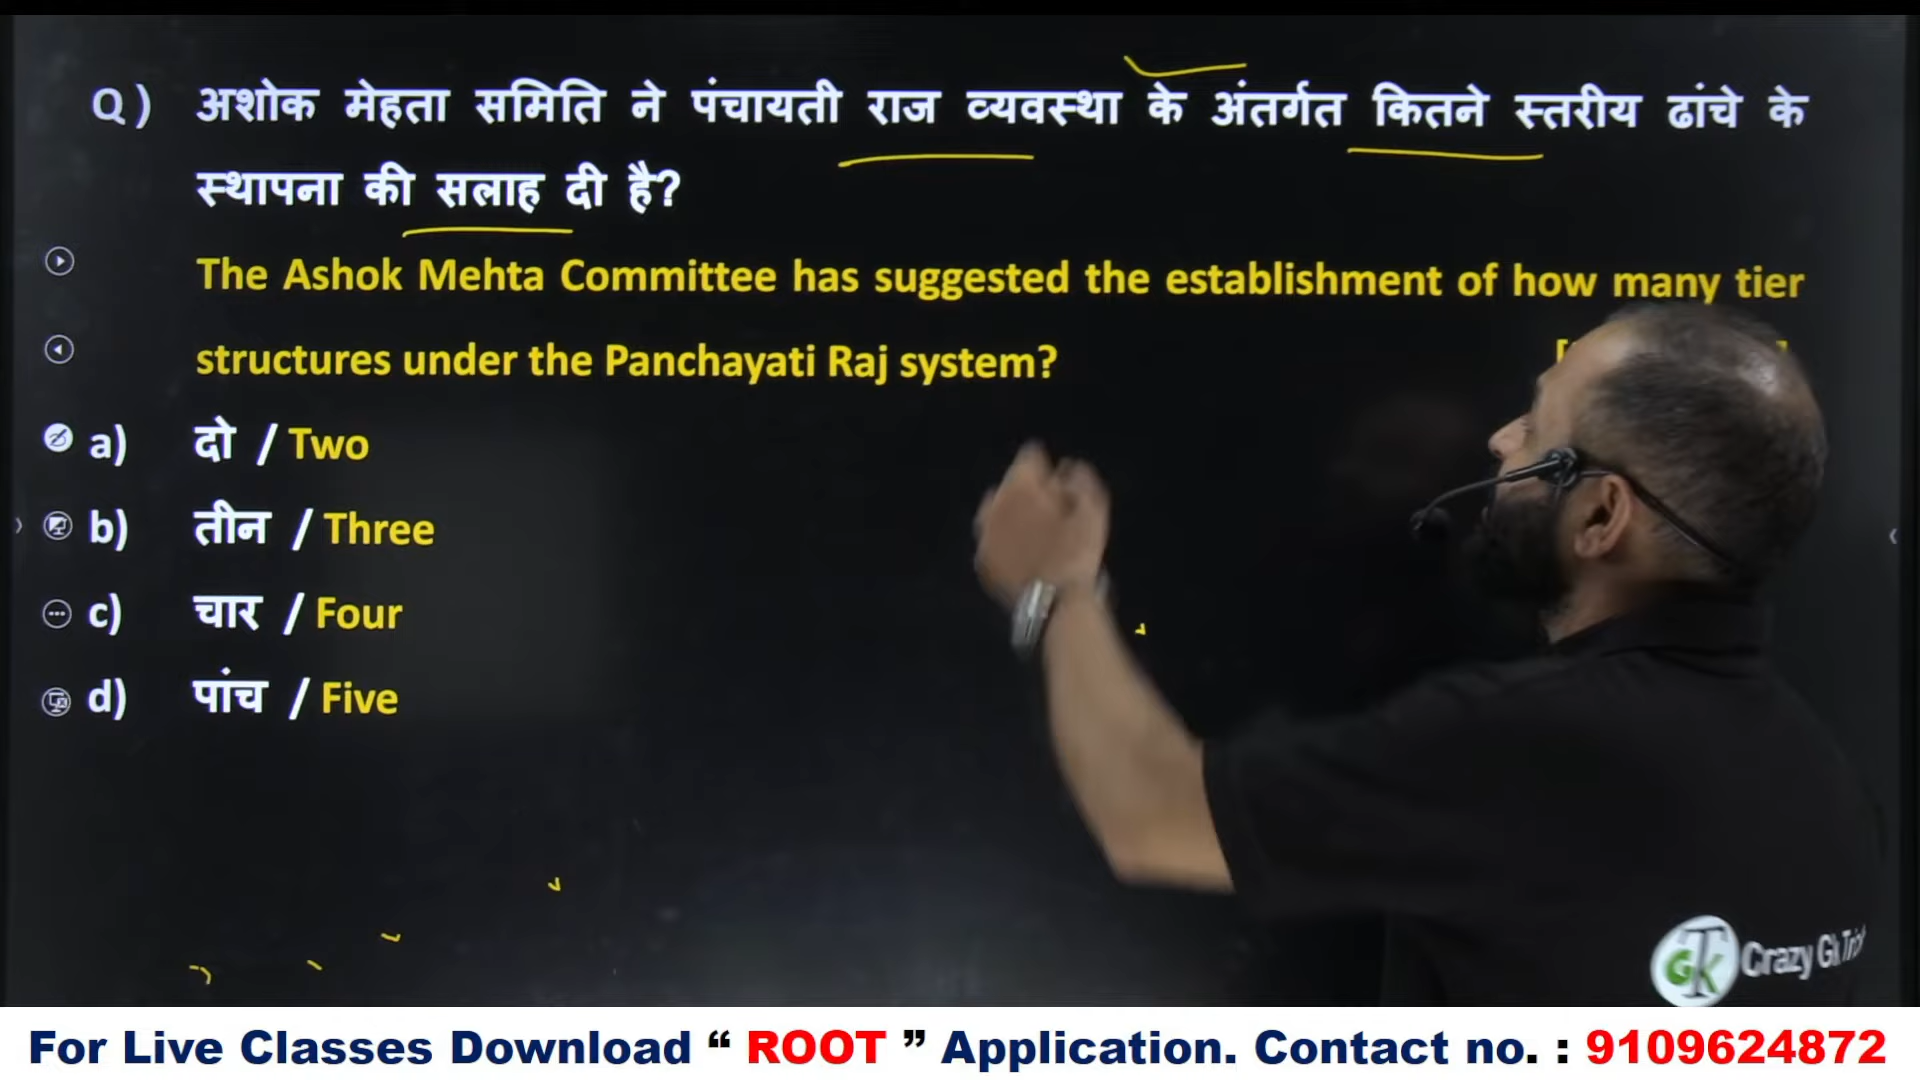 Q) अशोक मेहता समिति ने पंचायती राज व्यवस्था के अंतर्गत कितने स्तरीय ढांचे के
स्थापना की सलाह दी है?
The Ashok Mehta Committee has suggested the establishment of how many tier
structures under the Panchayati Raj system?
a) दो / Two
b) तीन / Three
c) चार / Four
d) पांच / Five
GTK Crazy Gk
For Live Classes Download “ ROOT ” Application. Contact no. : 9109624872